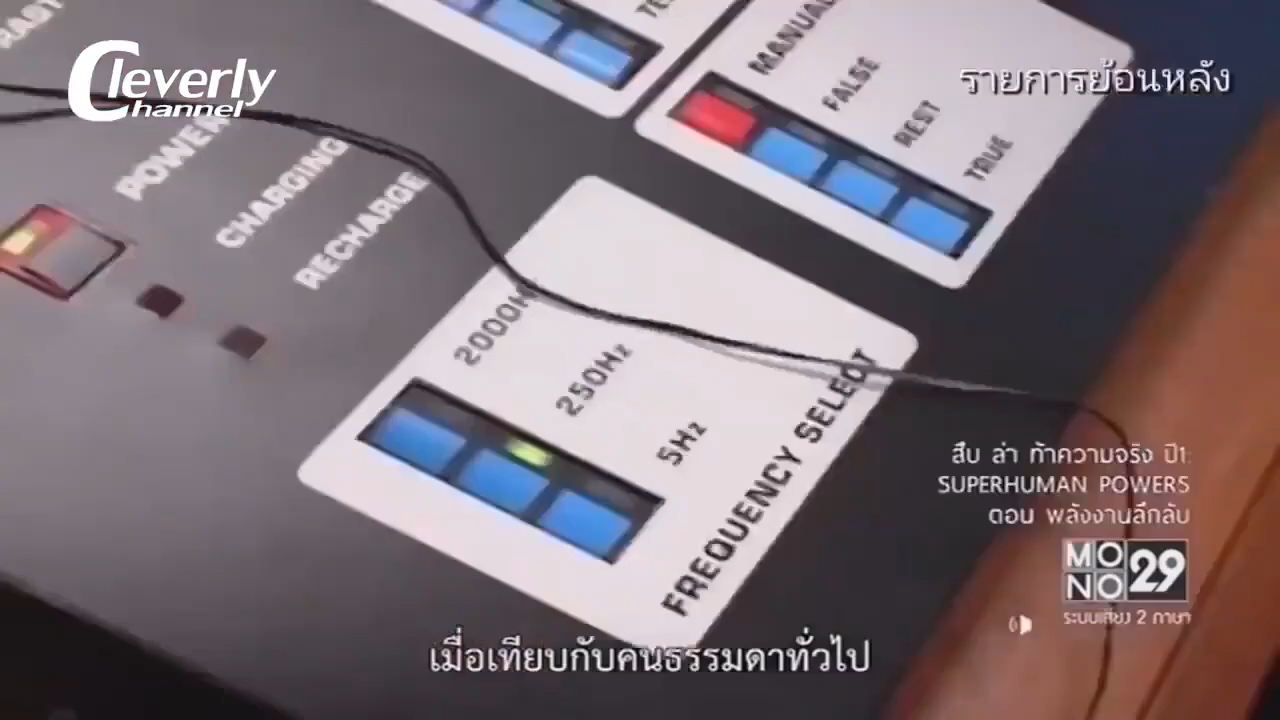 Cleverly
Channel
รายการย้อนหลัง
MANUAL
FALSE
REST
TRUE
POWER
CHARGING
RECHARGE
250Hz
5Hz
FREQUENCY SELECT
สืบ ล่า ท้าความจริง ปี1:
SUPERHUMAN POWERS
ตอน พลังงานลึกลับ
MONO 29
ระบบเสียง 2 ภาษา
เมื่อเทียบกับคนธรรมดาทั่วไป